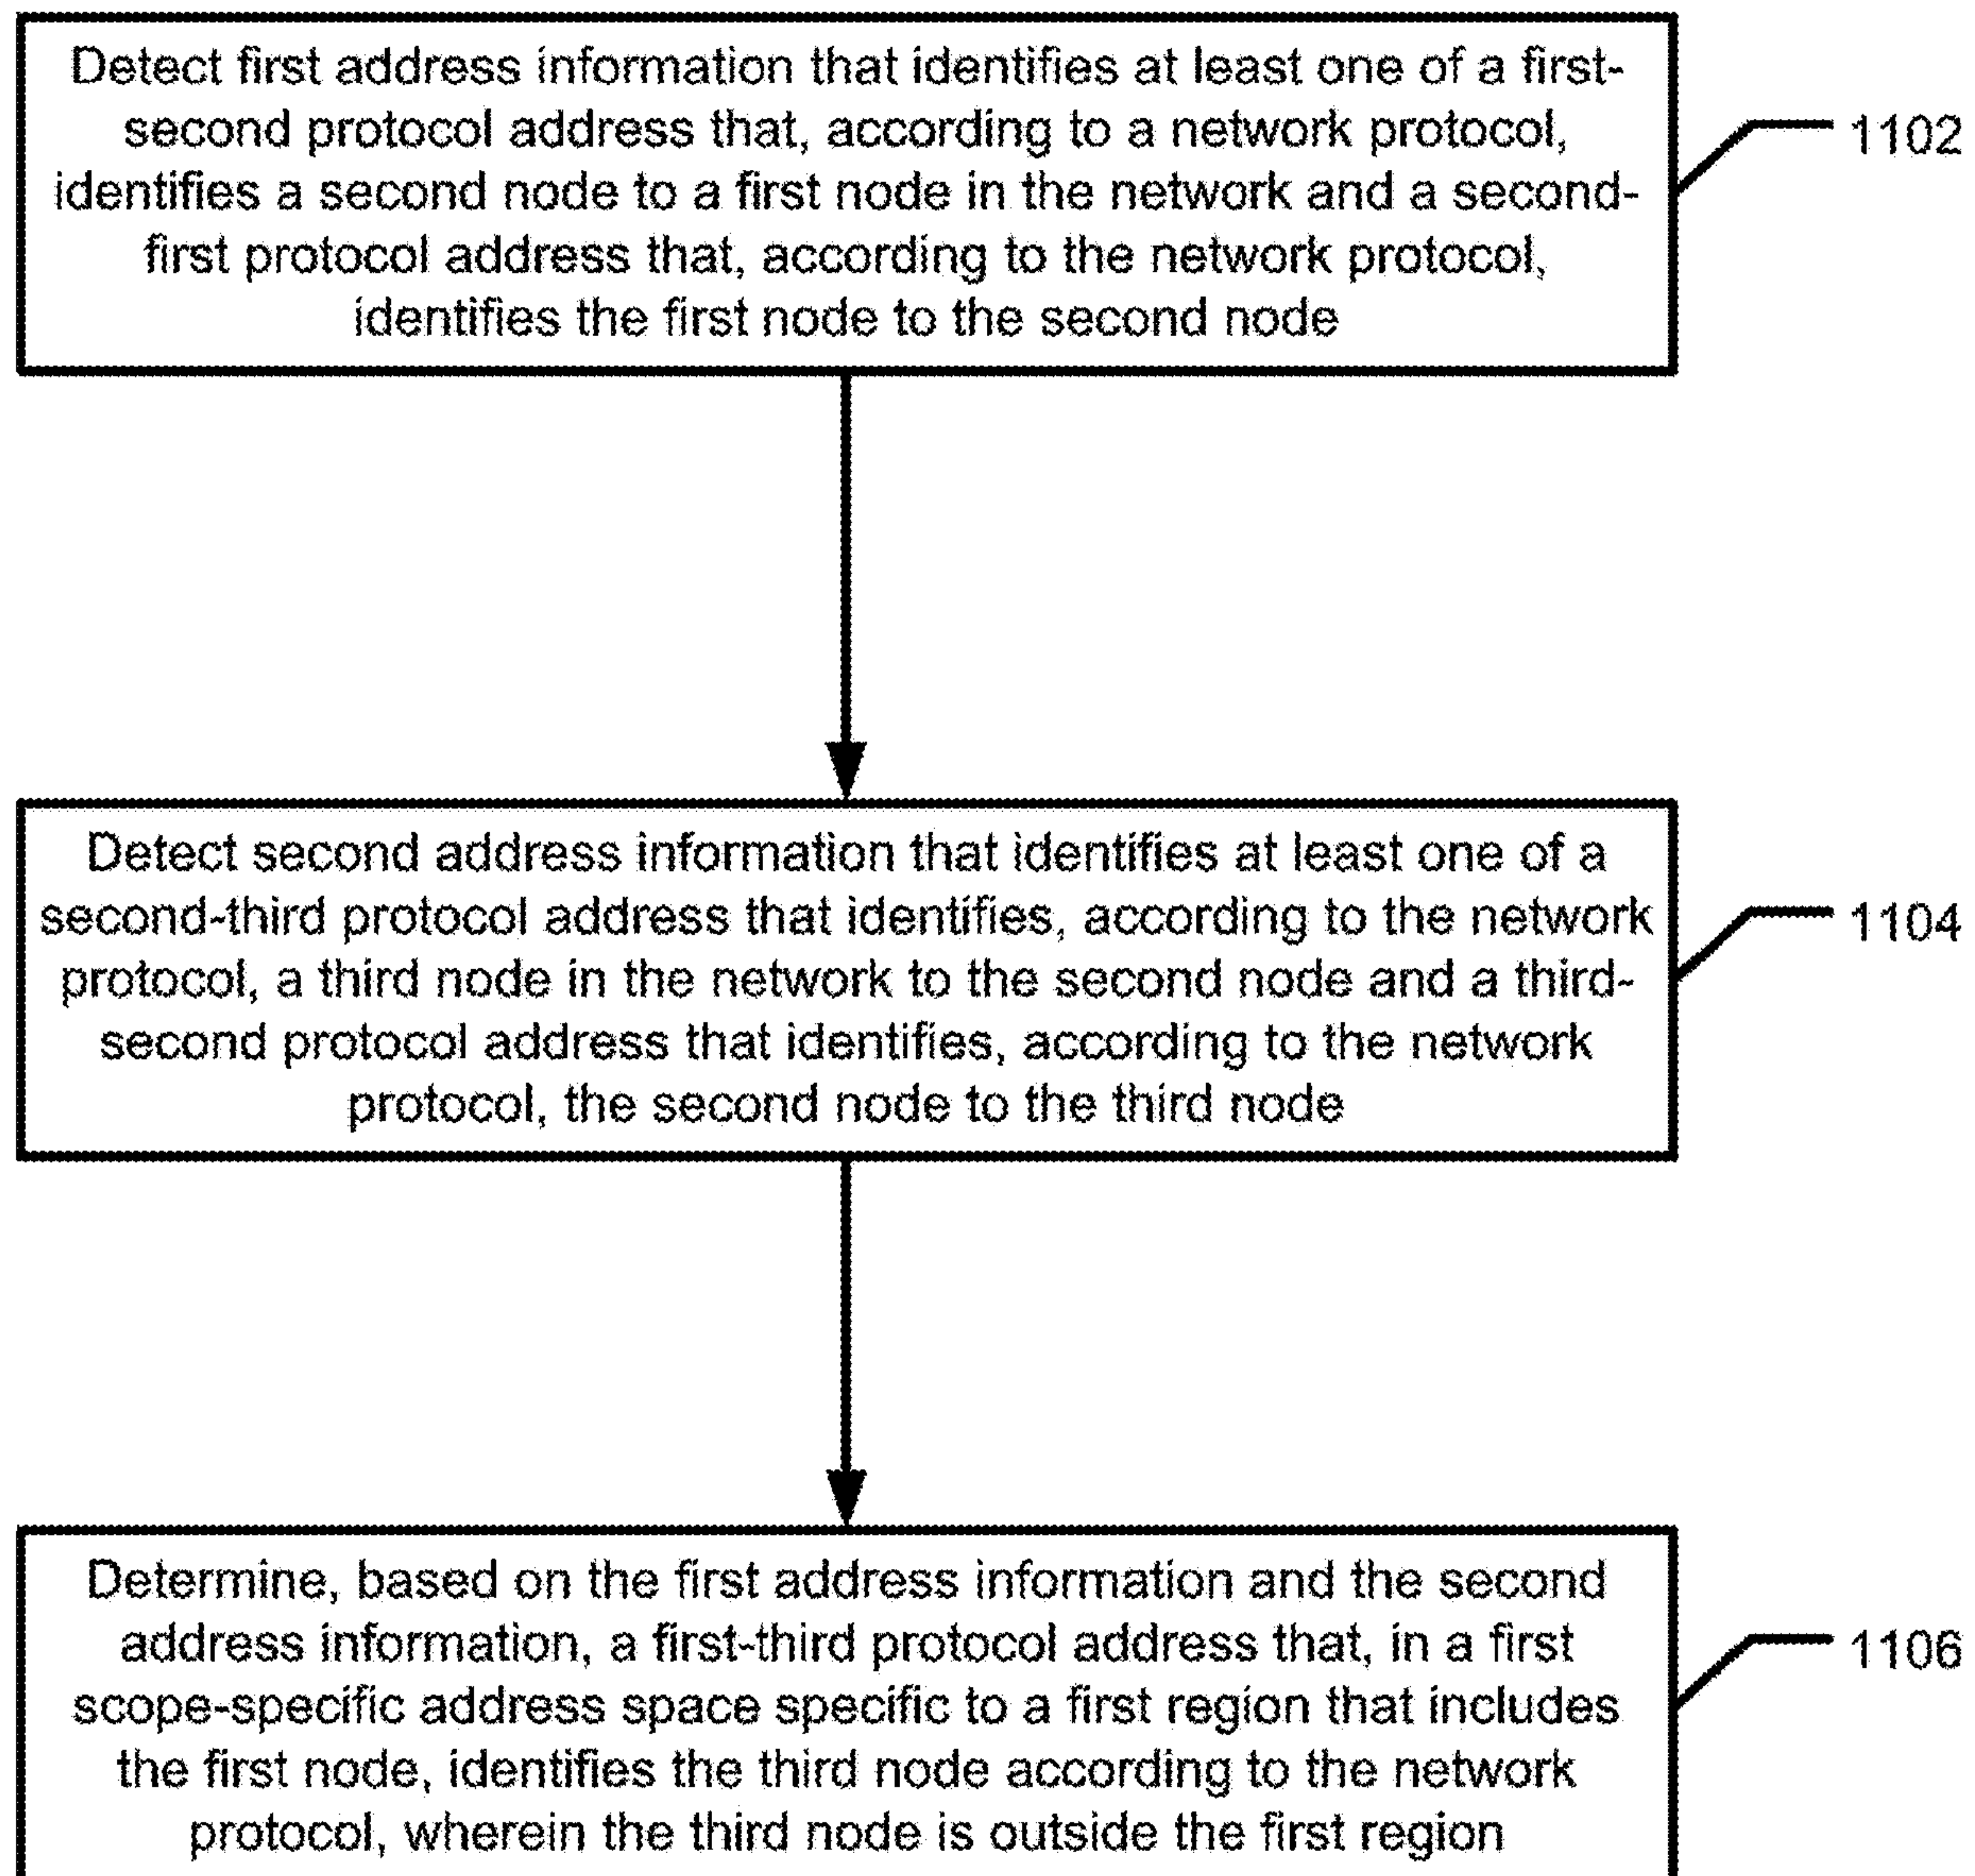 Detect first address information that identifies at least one of a first-
second protocol address that, according to a network protocol,
identifies a second node to a first node in the network and a second-
first protocol address that, according to the network protocol,
identifies the first node to the second node
1102
Detect second address information that identifies at least one of a
second-third protocol address that identifies, according to the network
protocol, a third node in the network to the second node and a third-
second protocol address that identifies, according to the network
protocol, the second node to the third node
1104
Determine, based on the first address information and the second
address information, a first-third protocol address that, in a first
scope-specific address space specific to a first region that includes
the first node, identifies the third node according to the network
protocol, wherein the third node is outside the first region
1106